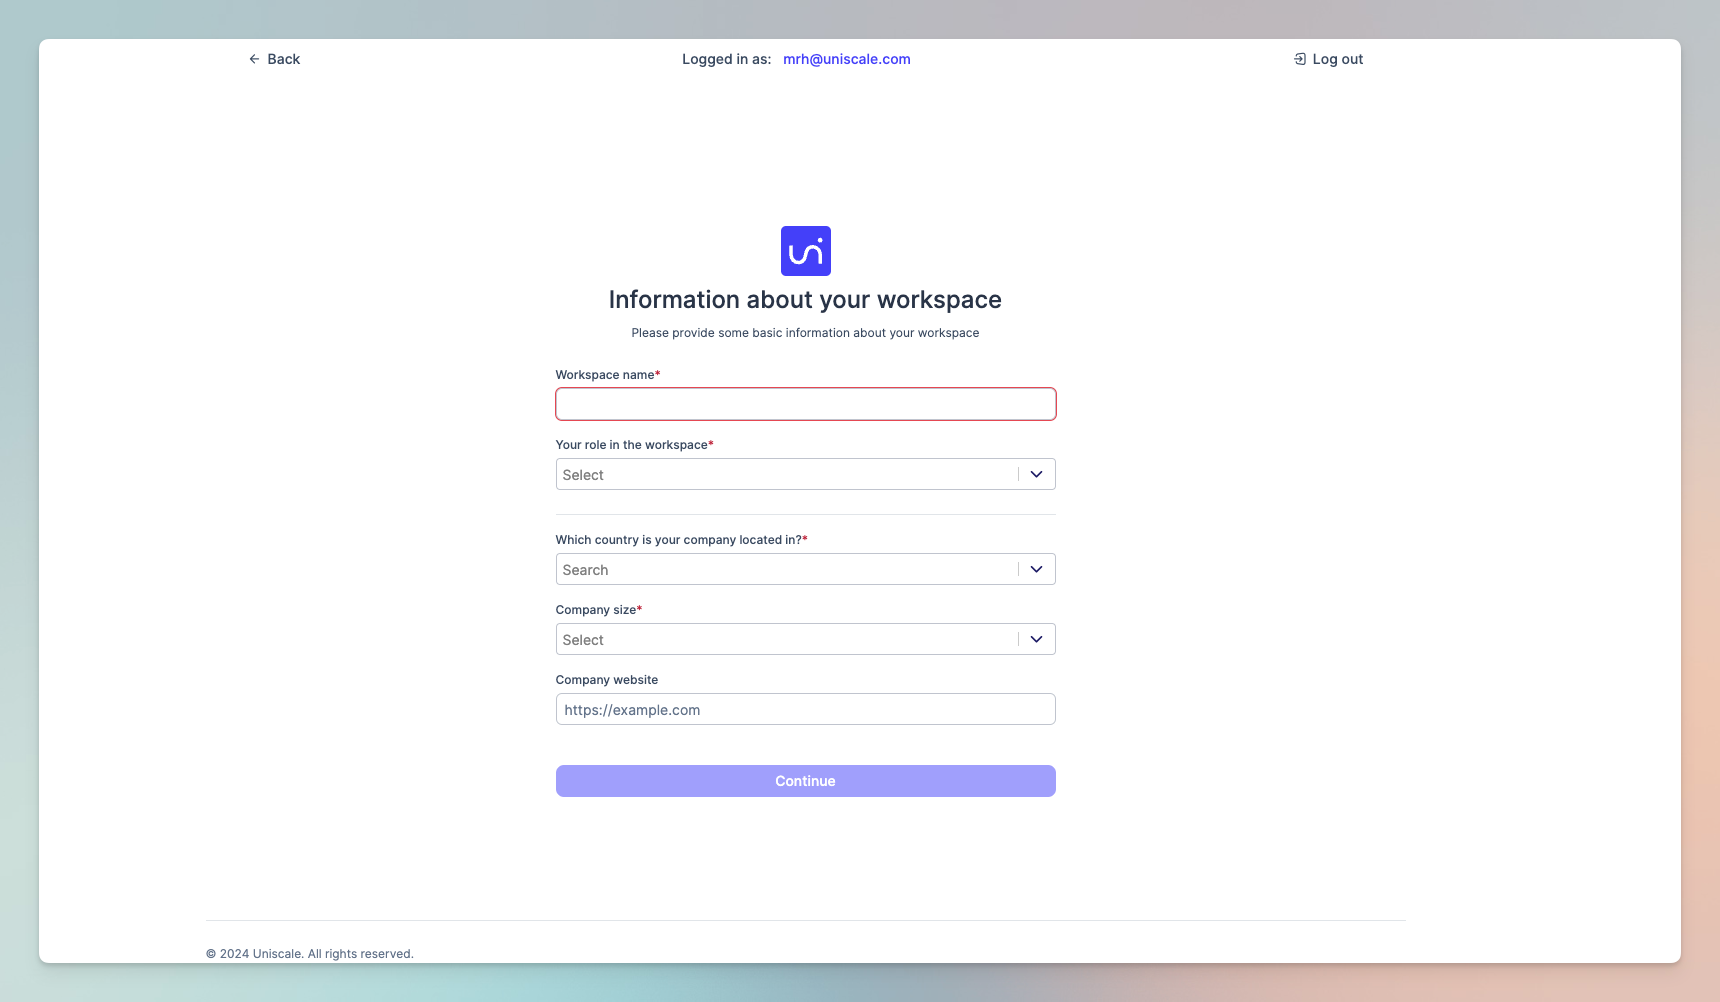 Back
Logged in as: mrh@uniscale.com
Log out
uni
Information about your workspace
Please provide some basic information about your workspace
Workspace name*
Your role in the workspace*
Select
Which country is your company located in?*
Search
Company size*
Select
Company website
https://example.com
Continue
© 2024 Uniscale. All rights reserved.